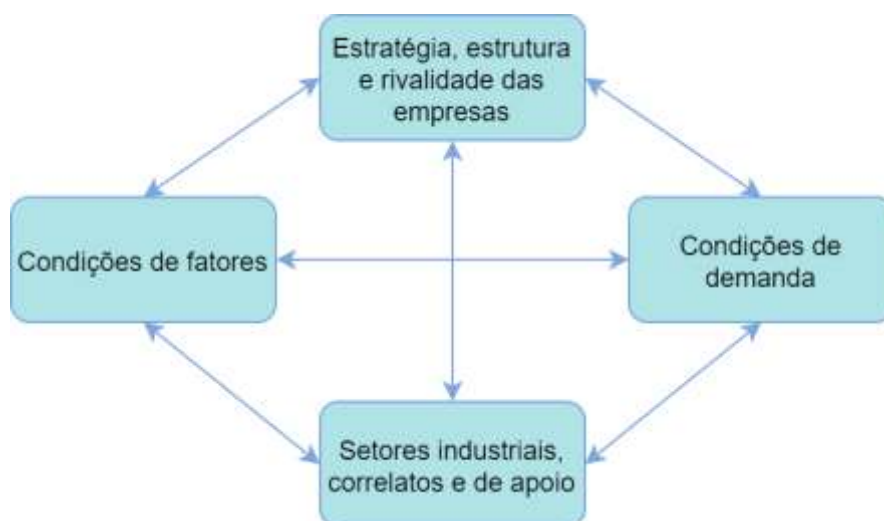 Estratégia, estrutura
e rivalidade das
empresas
Condições de fatores
Condições de
demanda
Setores industriais,
correlatos e de apoio